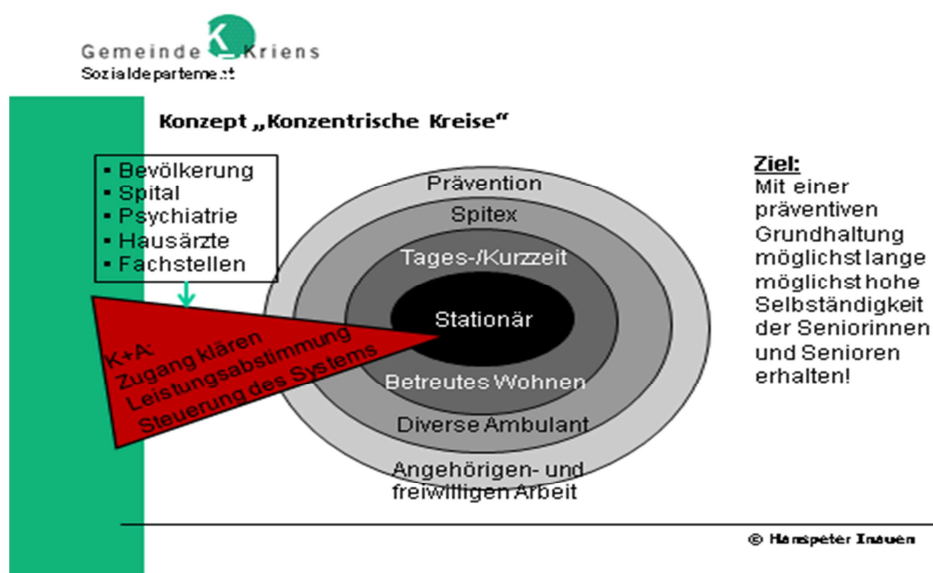 Gemeinde Kriens
K
Sozialdepartement
Konzept „Konzentrische Kreise“
▪ Bevölkerung
▪ Spital
▪ Psychiatrie
▪ Hausärzte
▪ Fachstellen
K+A:
Zugang klären
Leistungsabstimmung
Steuerung des Systems
Prävention
Spitex
Tages-/Kurzzeit
Stationär
Betreutes Wohnen
Diverse Ambulant
Angehörigen- und
freiwilligen Arbeit
Ziel:
Mit einer
präventiven
Grundhaltung
möglichst lange
möglichst hohe
Selbständigkeit
der Seniorinnen
und Senioren
erhalten!
© Hanspeter Inauen